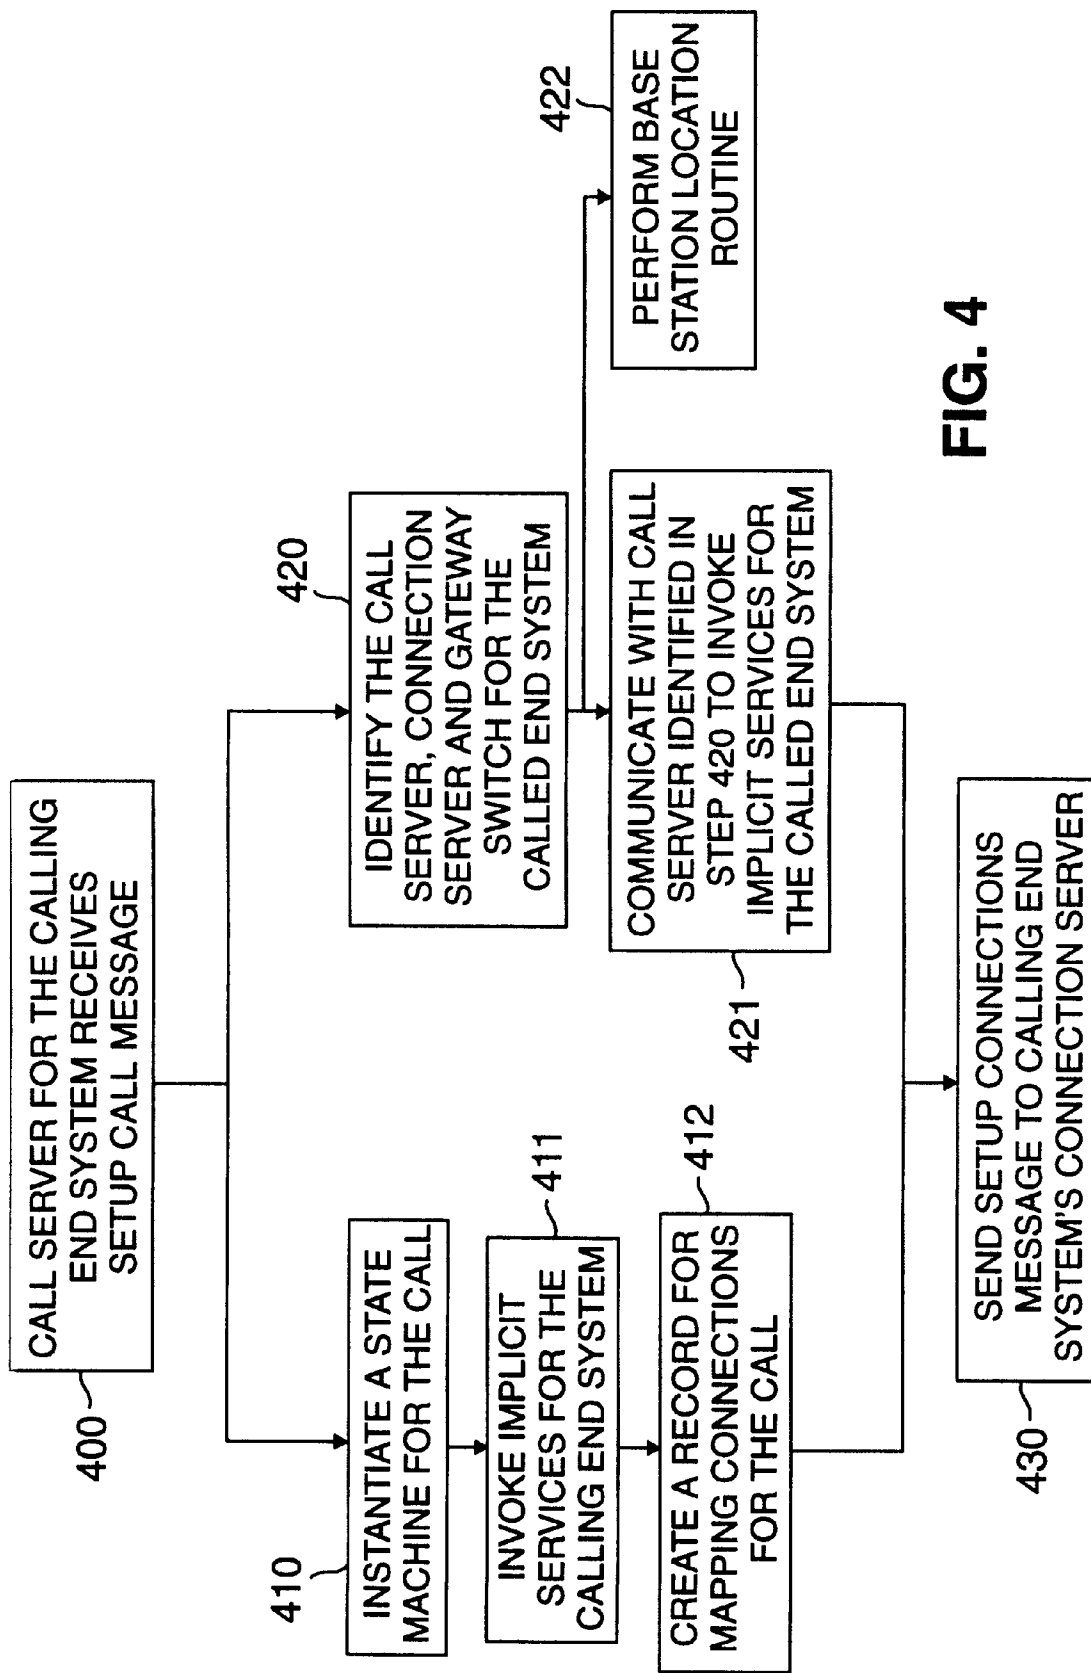 CALL SERVER FOR THE CALLING
END SYSTEM RECEIVES
SETUP CALL MESSAGE
400
410
INSTANTIATE A STATE
MACHINE FOR THE CALL
INVOKE IMPLICIT
SERVICES FOR THE
CALLING END SYSTEM
411
CREATE A RECORD FOR
MAPPING CONNECTIONS
FOR THE CALL
412
420
IDENTIFY THE CALL
SERVER, CONNECTION
SERVER AND GATEWAY
SWITCH FOR THE
CALLED END SYSTEM
COMMUNICATE WITH CALL
SERVER IDENTIFIED IN
STEP 420 TO INVOKE
IMPLICIT SERVICES FOR
THE CALLED END SYSTEM
421
422
PERFORM BASE
STATION LOCATION
ROUTINE
SEND SETUP CONNECTIONS
MESSAGE TO CALLING END
SYSTEM'S CONNECTION SERVER
430
FIG. 4